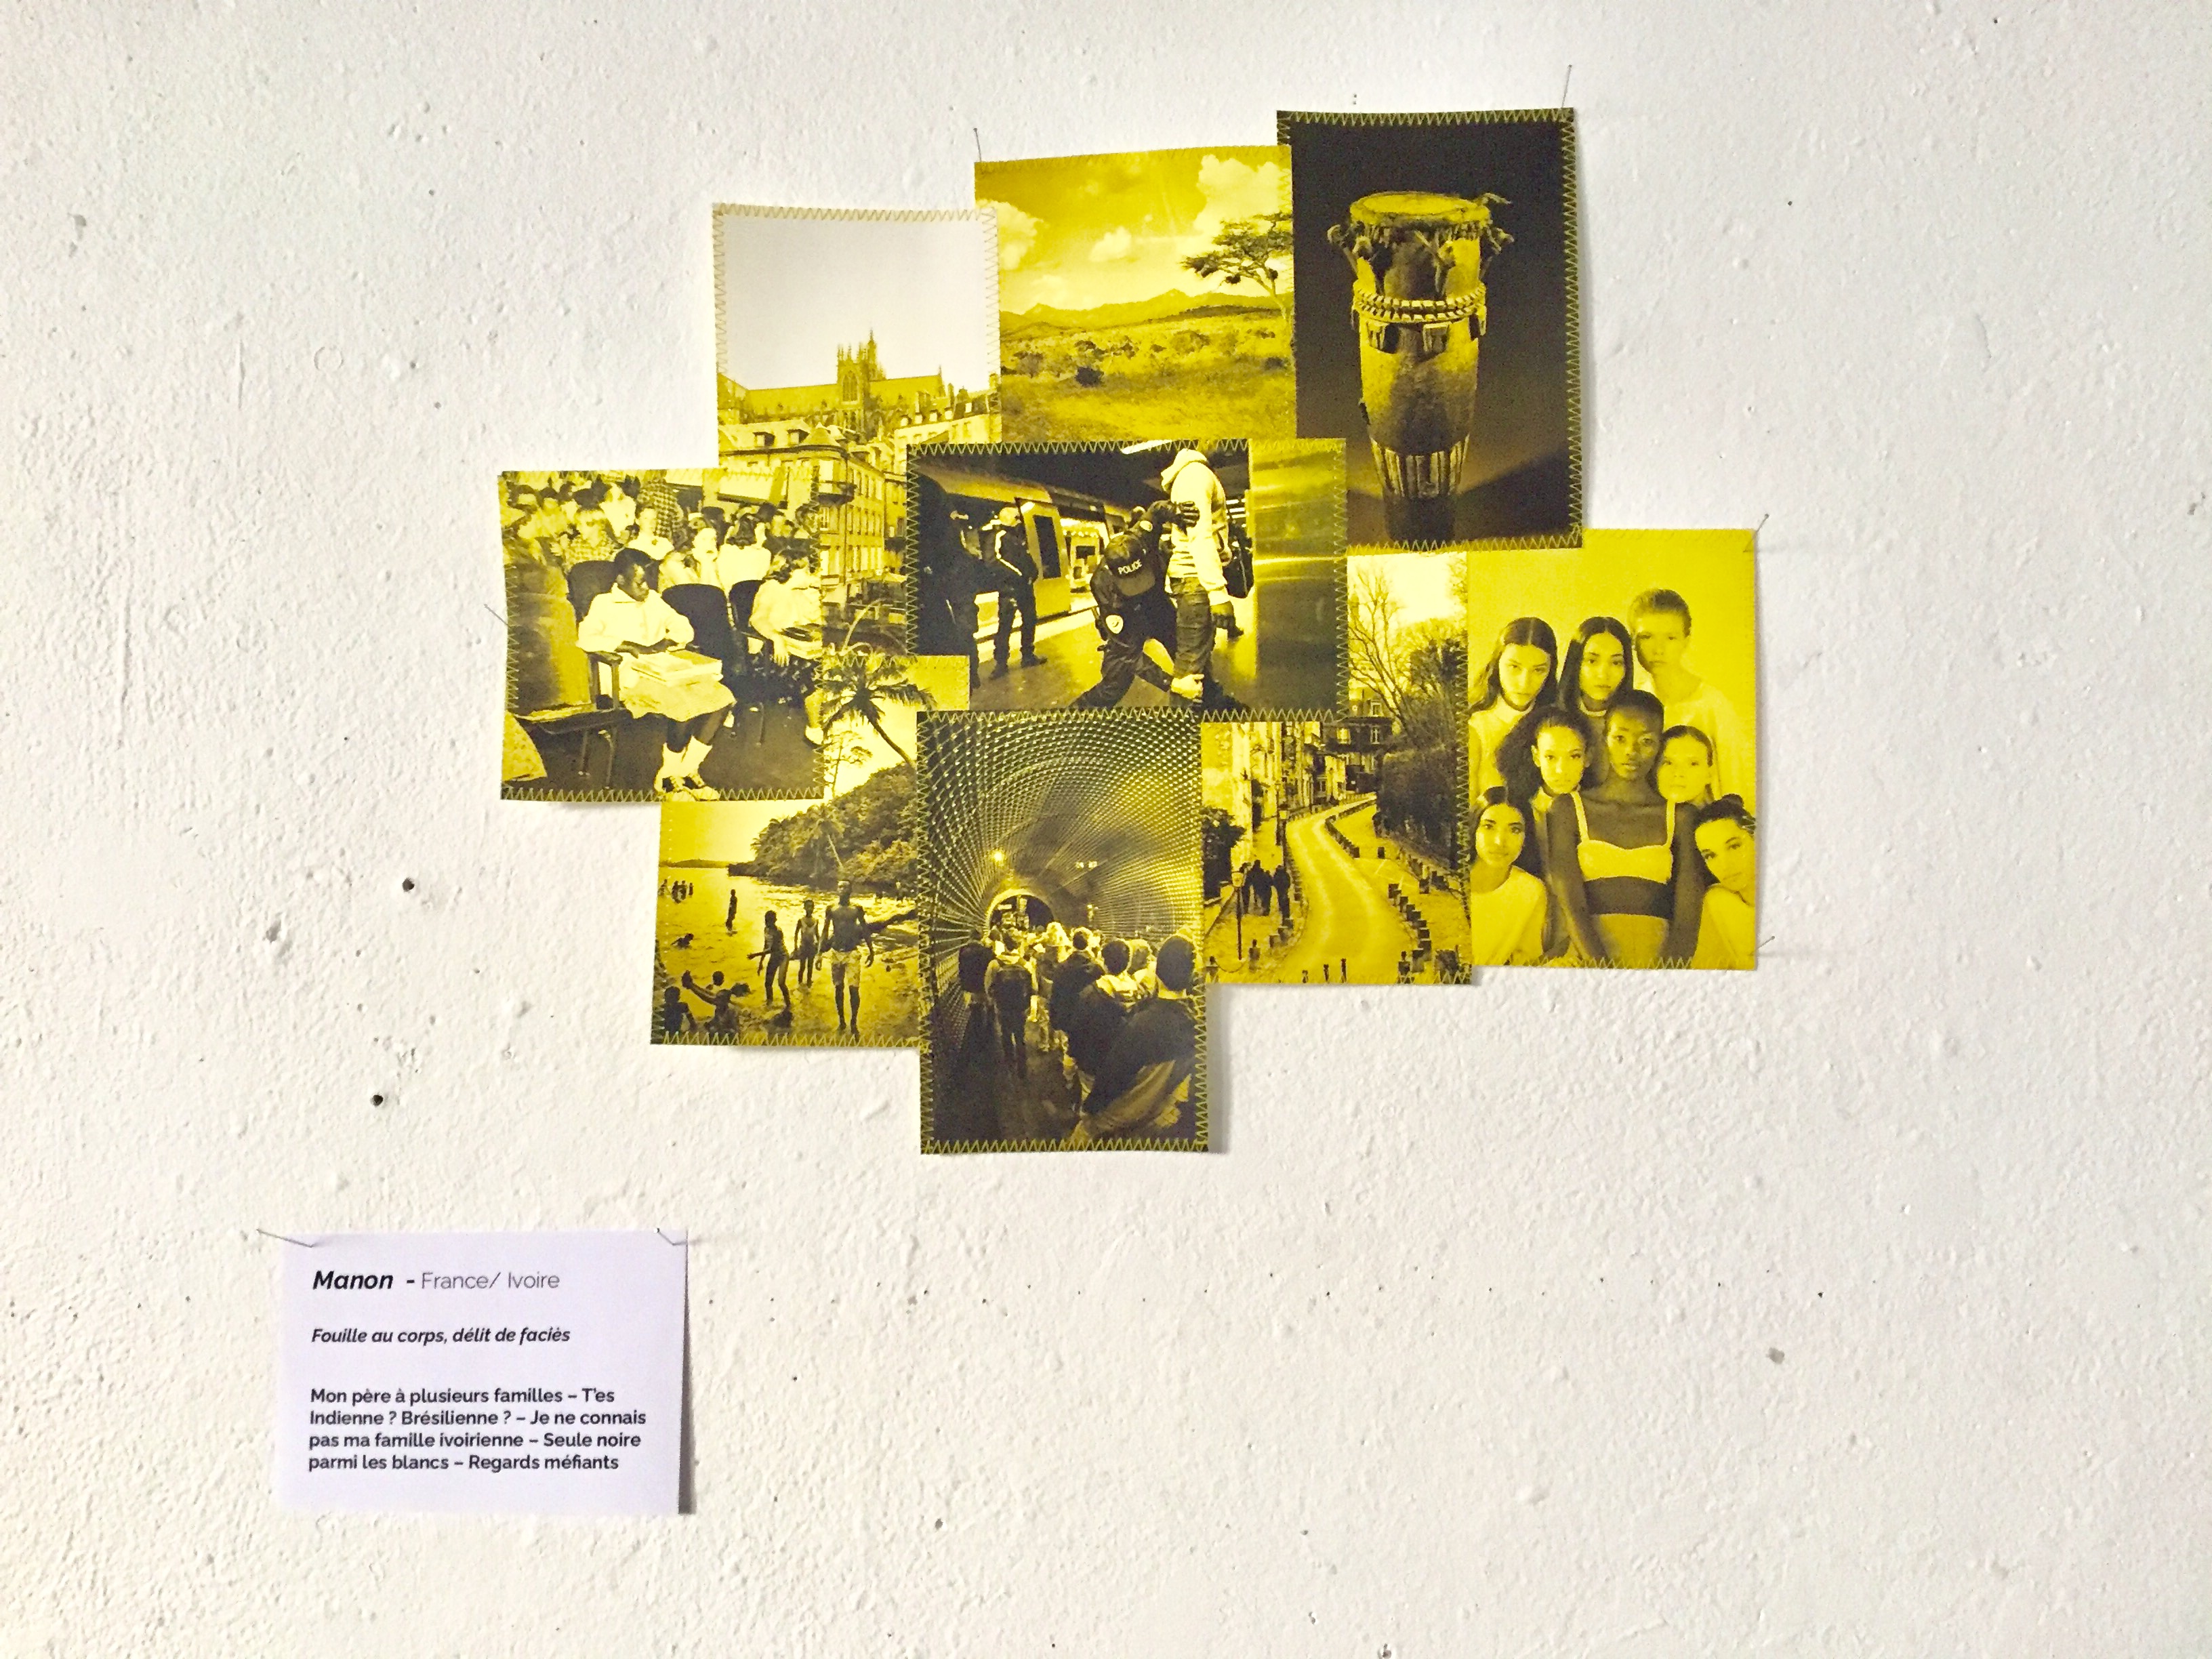 POLICE
Manon - France/ Ivoire
Fouille au corps, délit de faciès
Mon père à plusieurs familles – T'es
Indienne ? Brésilienne ? – Je ne connais
pas ma famille ivoirienne – Seule noire
parmi les blancs – Regards méfiants